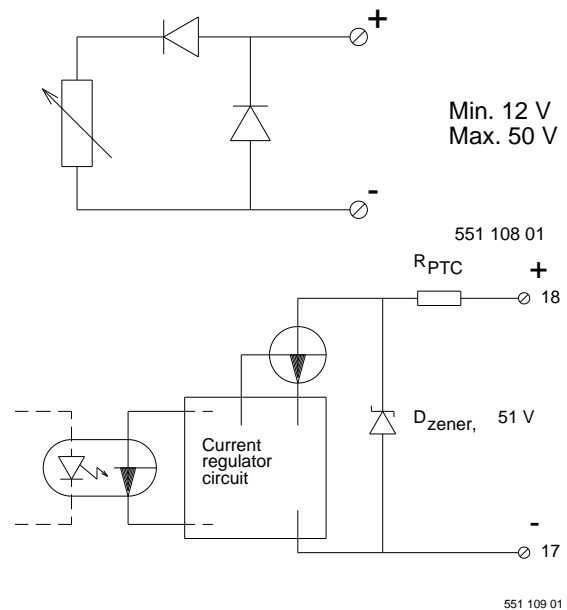 +
Min. 12 V
Max. 50 V
-
551 108 01
RPTC
+
18
Dzener, 51 V
Current
regulator
circuit
-
17
551 109 01